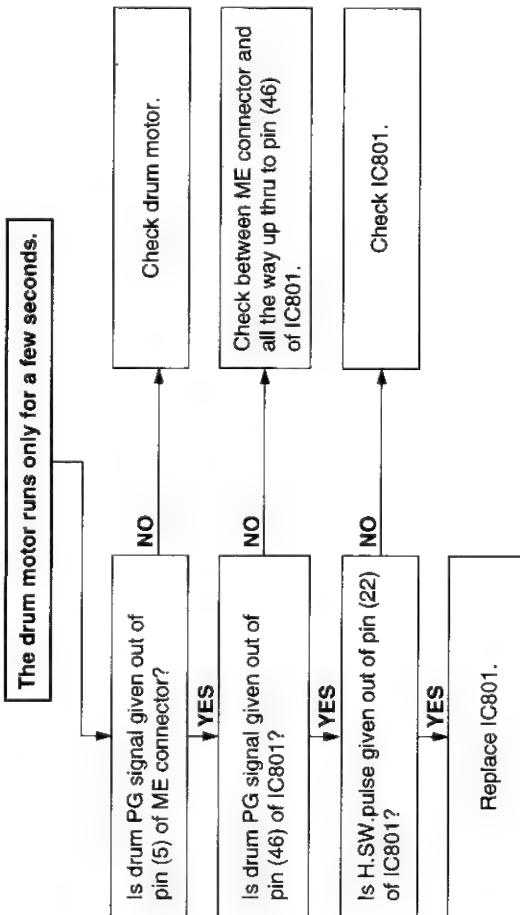 The drum motor runs only for a few seconds.
Is drum PG signal given out of
pin (5) of ME connector?
NO
Check drum motor.
YES
Is drum PG signal given out of
pin (46) of IC801?
NO
Check between ME connector and
all the way up thru to pin (46)
of IC801.
YES
Is H.SW.pulse given out of pin (22)
of IC801?
NO
Check IC801.
YES
Replace IC801.